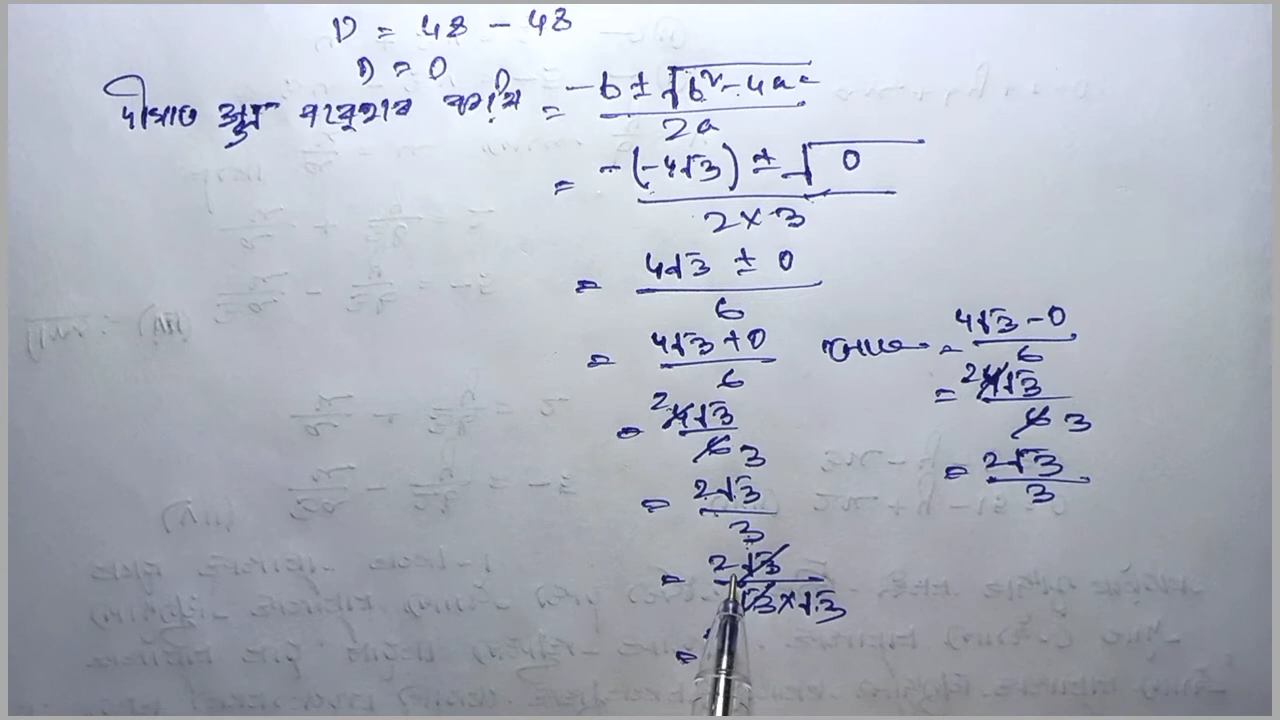 D = 48 - 48
D = 0
দ্বিঘাত সূত্ৰ ব্যৱহাৰ কৰি = -b ± √b² - 4ac / 2a
= -(-4√3) ± √0 / 2×3
= 4√3 ± 0 / 6
= 4√3 + 0 / 6 = 4√3 - 0 / 6
= 2 4√3 / 6 3 = 2 4√3 / 6 3
= 2√3 / 3 = 2√3 / 3
= 2√3 / √3×√3
=